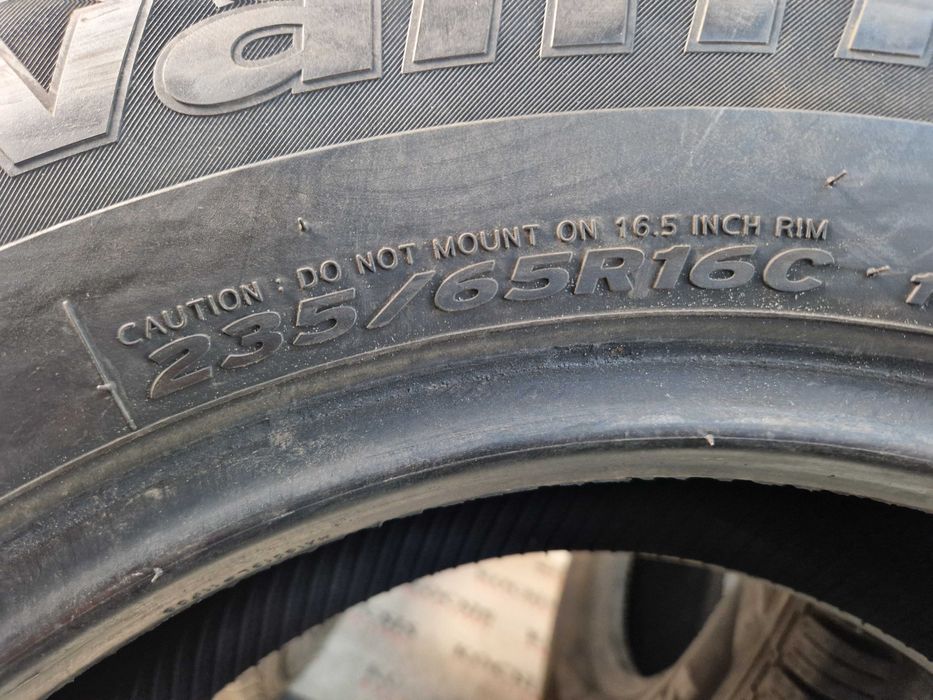 CAUTION : DO NOT MOUNT ON 16.5 INCH RIM
235/65R16C